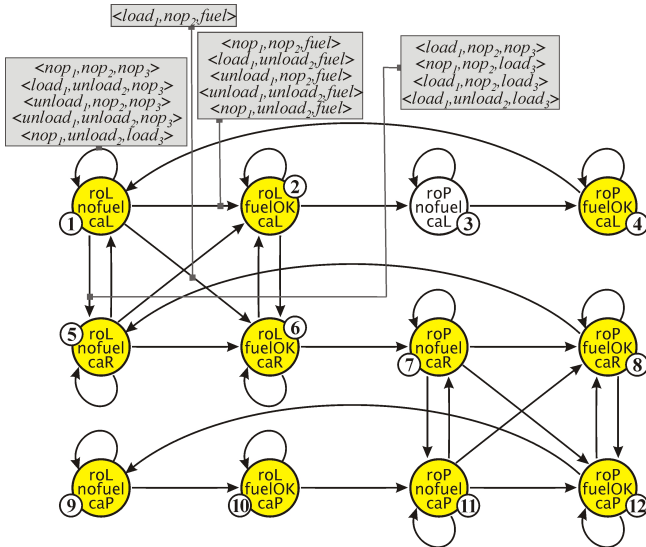 <load₁,nop₂,fuel>
<nop₁,nop₂,nop₃>
<load₁,unload₂,nop₃>
<unload₁,nop₂,nop₃>
<unload₁,unload₂,nop₃>
<nop₁,unload₂,load₃>
<nop₁,nop₂,fuel>
<load₁,unload₂,fuel>
<unload₁,nop₂,fuel>
<unload₁,unload₂,fuel>
<nop₁,unload₂,fuel>
<load₁,nop₂,nop₃>
<nop₁,nop₂,load₃>
<load₁,nop₂,load₃>
<load₁,unload₂,load₃>
roL
nofuel
caL
1
roL
fuelOK
caL
2
roP
nofuel
caL
3
roP
fuelOK
caL
4
roL
nofuel
caR
5
roL
fuelOK
caR
6
roP
nofuel
caR
7
roP
fuelOK
caR
8
roL
nofuel
caP
9
roL
fuelOK
caP
10
roP
nofuel
caP
11
roP
fuelOK
caP
12